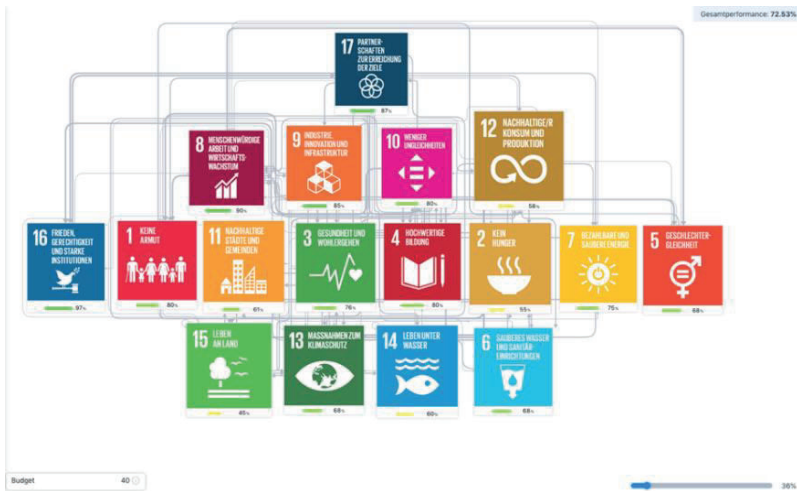 Gesamtperformance: 72.53%
17 PARTNER-
SCHAFTEN
ZUR ERREICHUNG
DER ZIELE
87%
8 MENSCHENWÜRDIGE
ARBEIT UND
WIRTSCHAFTS-
WACHSTUM
90%
9 INDUSTRIE,
INNOVATION UND
INFRASTRUKTUR
85%
10 WENIGER
UNGLEICHHEITEN
80%
12 NACHHALTIGE/R
KONSUM UND
PRODUKTION
58%
16 FRIEDEN,
GERECHTIGKEIT
UND STARKE
INSTITUTIONEN
97%
1 KEINE
ARMUT
80%
11 NACHHALTIGE
STÄDTE UND
GEMEINDEN
61%
3 GESUNDHEIT UND
WOHLERGEHEN
76%
4 HOCHWERTIGE
BILDUNG
80%
2 KEIN
HUNGER
55%
7 BEZAHLBARE UND
SAUBERE ENERGIE
75%
5 GESCHLECHTER-
GLEICHHEIT
68%
15 LEBEN
AN LAND
45%
13 MASSNAHMEN ZUM
KLIMASCHUTZ
69%
14 LEBEN UNTER
WASSER
60%
6 SAUBERES WASSER
UND SANITÄR-
EINRICHTUNGEN
68%
Budget 40
36%